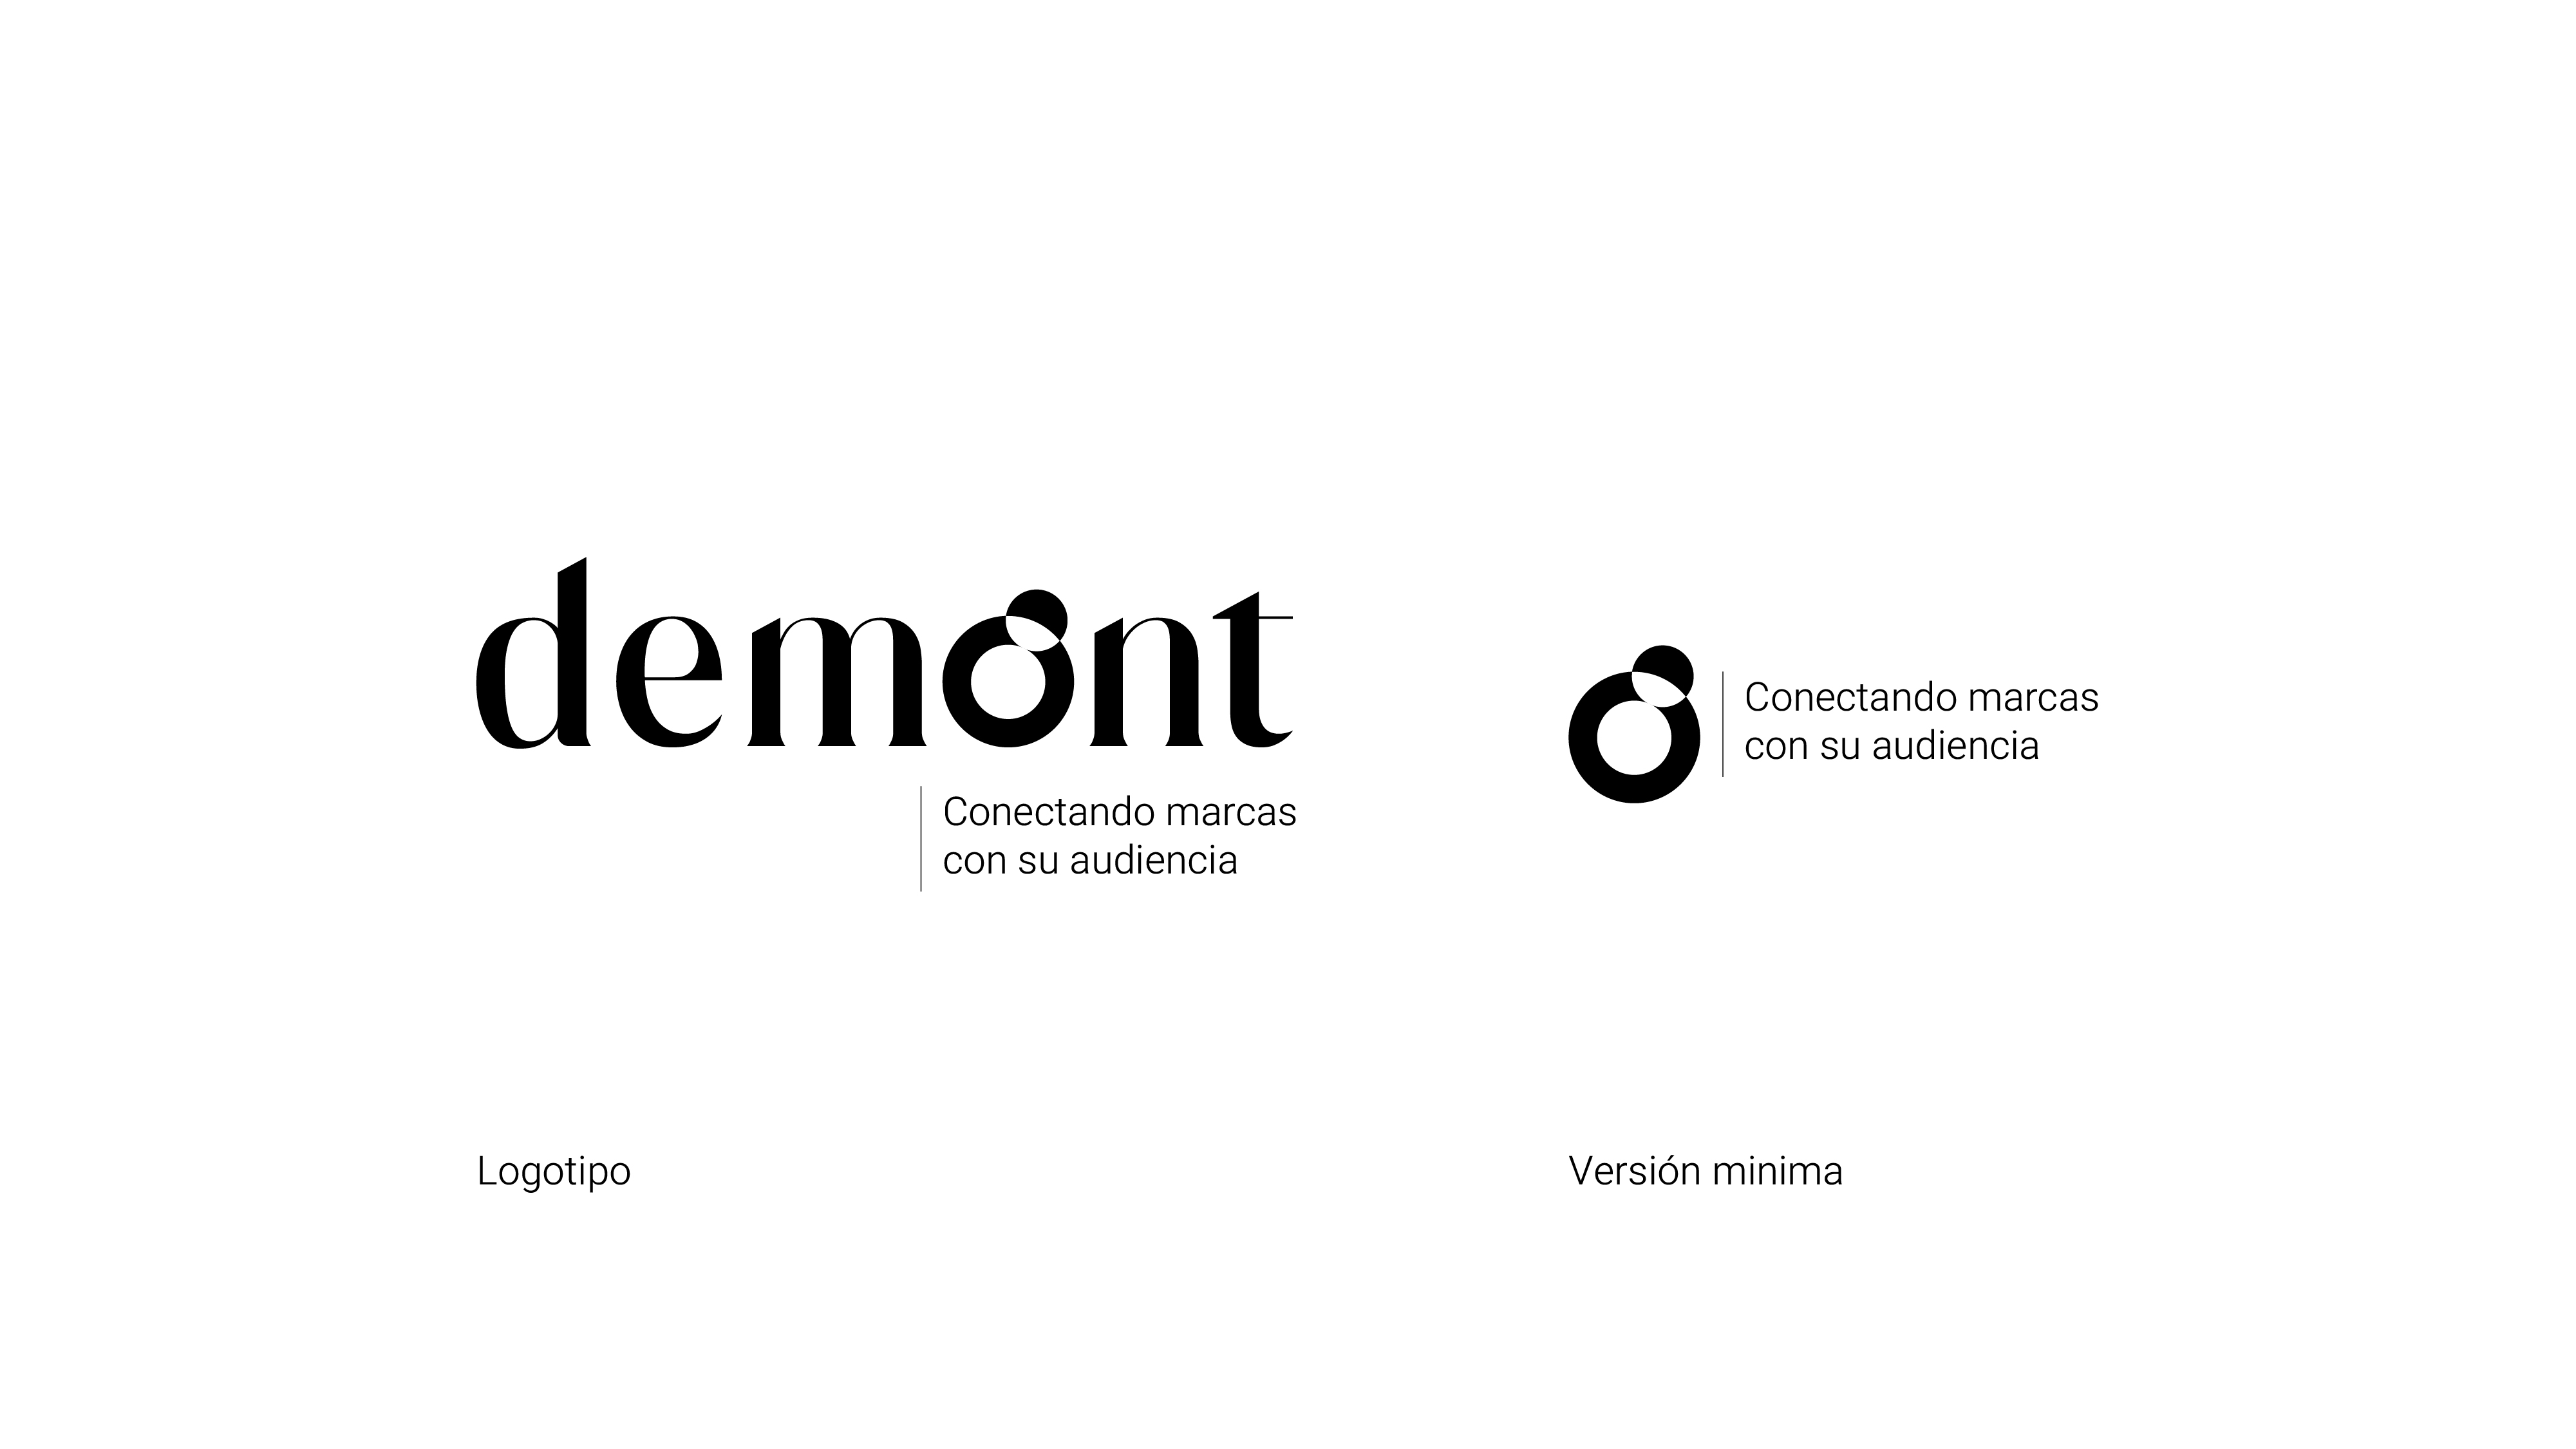 demont
Conectando marcas
con su audiencia
Conectando marcas
con su audiencia
Logotipo
Versión minima